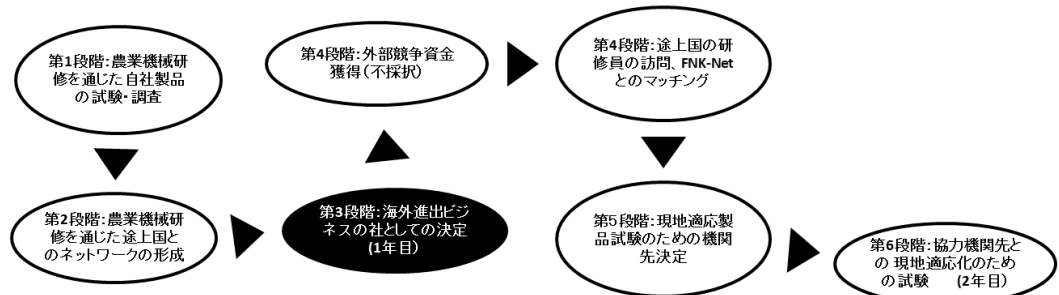 第1段階：農業機械研
修を通じた自社製品
の試験・調査
第2段階：農業機械研
修を通じた途上国と
のネットワークの形成
第3段階：海外進出ビジ
ネスの社としての決定
(1年目)
第4段階：外部競争資金
獲得（不採択）
第4段階：途上国の研
修員の訪問、FNK-Net
とのマッチング
第5段階：現地適応製
品試験のための機関
先決定
第6段階：協力機関先と
の 現地適応化のため
の試験 (2年目）